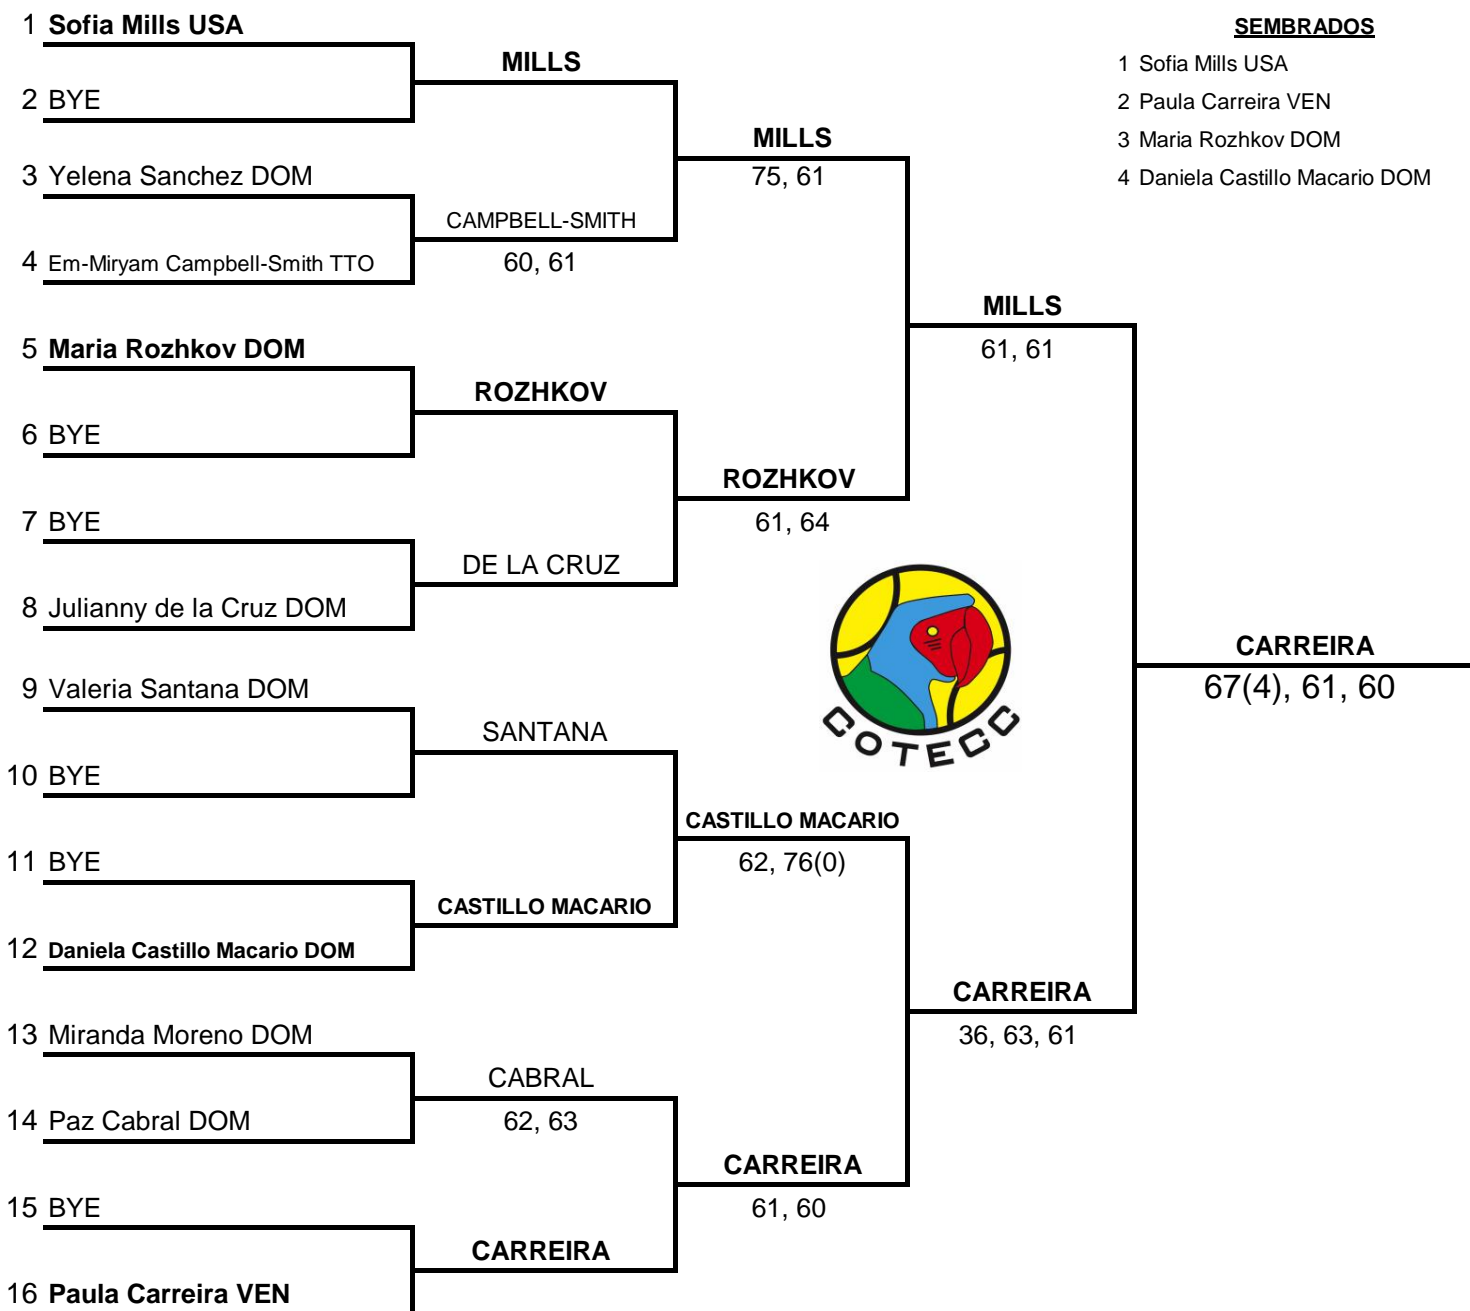 1 Sofia Mills USA
2 BYE
3 Yelena Sanchez DOM
4 Em-Miryam Campbell-Smith TTO
5 Maria Rozhkov DOM
6 BYE
7 BYE
8 Julianny de la Cruz DOM
9 Valeria Santana DOM
10 BYE
11 BYE
12 Daniela Castillo Macario DOM
13 Miranda Moreno DOM
14 Paz Cabral DOM
15 BYE
16 Paula Carreira VEN
MILLS
CAMPBELL-SMITH
60, 61
ROZHKOV
DE LA CRUZ
SANTANA
CASTILLO MACARIO
CABRAL
62, 63
CARREIRA
MILLS
75, 61
ROZHKOV
61, 64
CASTILLO MACARIO
62, 76(0)
CARREIRA
61, 60
MILLS
61, 61
CARREIRA
36, 63, 61
COTECC
CARREIRA
67(4), 61, 60
SEMBRADOS
1 Sofia Mills USA
2 Paula Carreira VEN
3 Maria Rozhkov DOM
4 Daniela Castillo Macario DOM